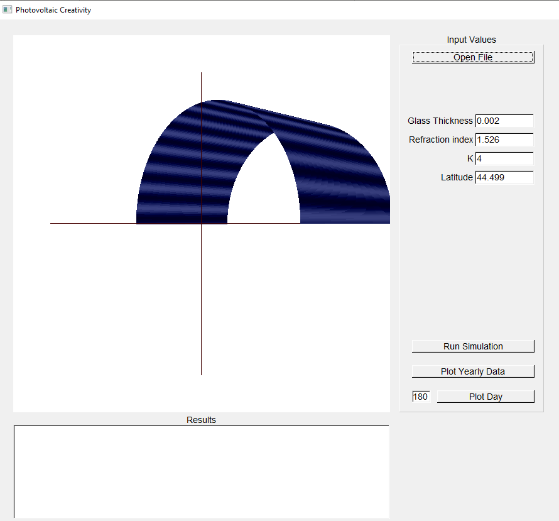 Photovoltaic Creativity
Input Values
Open File
Glass Thickness 0.002
Refraction index 1.526
K 4
Latitude 44.499
Run Simulation
Plot Yearly Data
180 Plot Day
Results